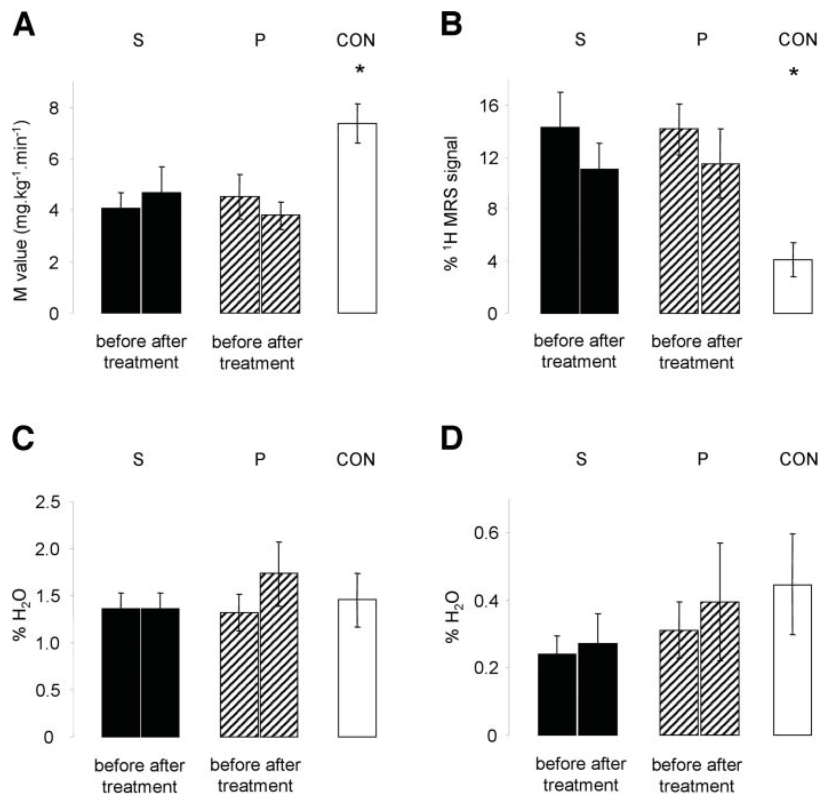 A
S P CON
*
M value (mg.kg⁻¹.min⁻¹)
8
6
4
2
0
before after before after
treatment treatment
B
S P CON
*
% ¹H MRS signal
16
12
8
4
0
before after before after
treatment treatment
C
S P CON
% H₂O
2.5
2.0
1.5
1.0
0.5
0
before after before after
treatment treatment
D
S P CON
% H₂O
0.6
0.4
0.2
0
before after before after
treatment treatment